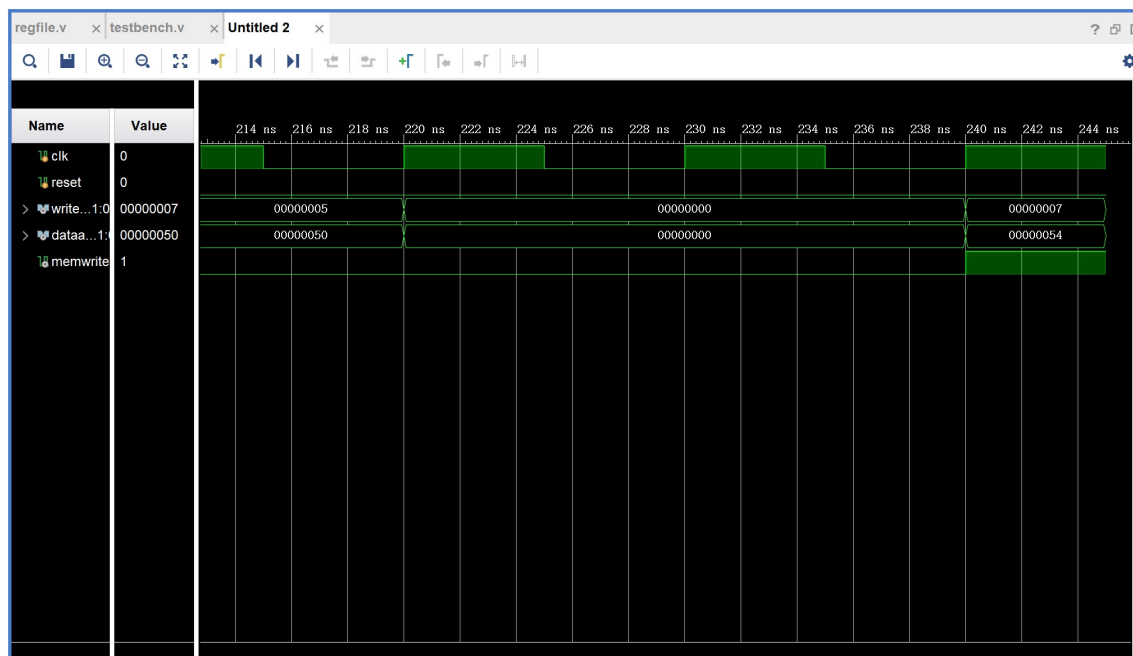 regfile.v × testbench.v × Untitled 2 ×
Name Value
214 ns 216 ns 218 ns 220 ns 222 ns 224 ns 226 ns 228 ns 230 ns 232 ns 234 ns 236 ns 238 ns 240 ns 242 ns 244 ns
clk 0
reset 0
write...1:0 00000007 00000005 00000000 00000007
dataa...1: 00000050 00000050 00000000 00000054
memwrite 1